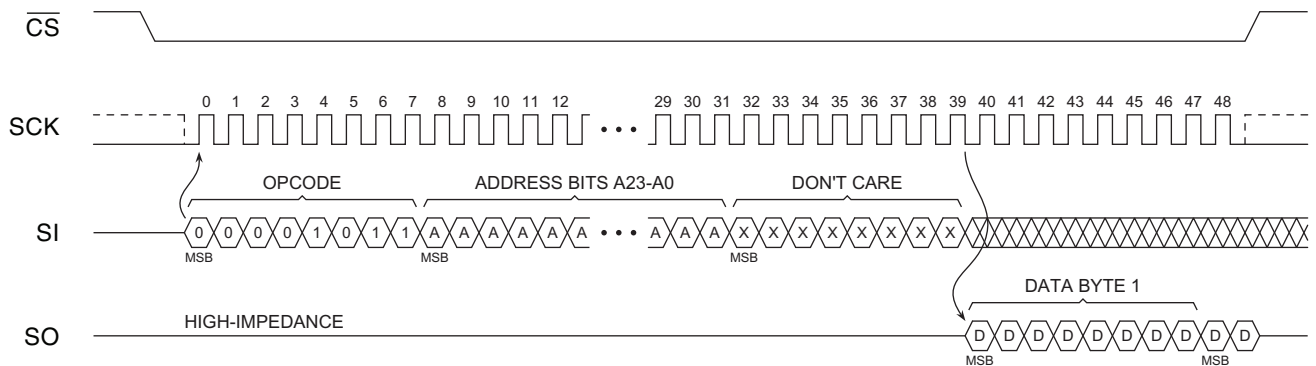 CS
0 1 2 3 4 5 6 7 8 9 10 11 12 29 30 31 32 33 34 35 36 37 38 39 40 41 42 43 44 45 46 47 48
SCK
OPCODE ADDRESS BITS A23-A0 DON'T CARE
SI 0 0 0 0 1 0 1 1 A A A A A A A A A X X X X X X X X
MSB MSB MSB
DATA BYTE 1
HIGH-IMPEDANCE
SO D D D D D D D D D D
MSB MSB